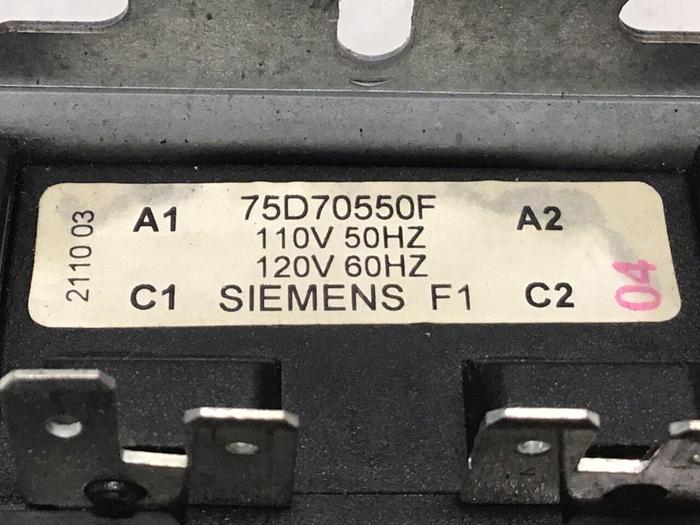 2110 03
A1 75D70550F A2
110V 50HZ
120V 60HZ
C1 SIEMENS F1 C2
04